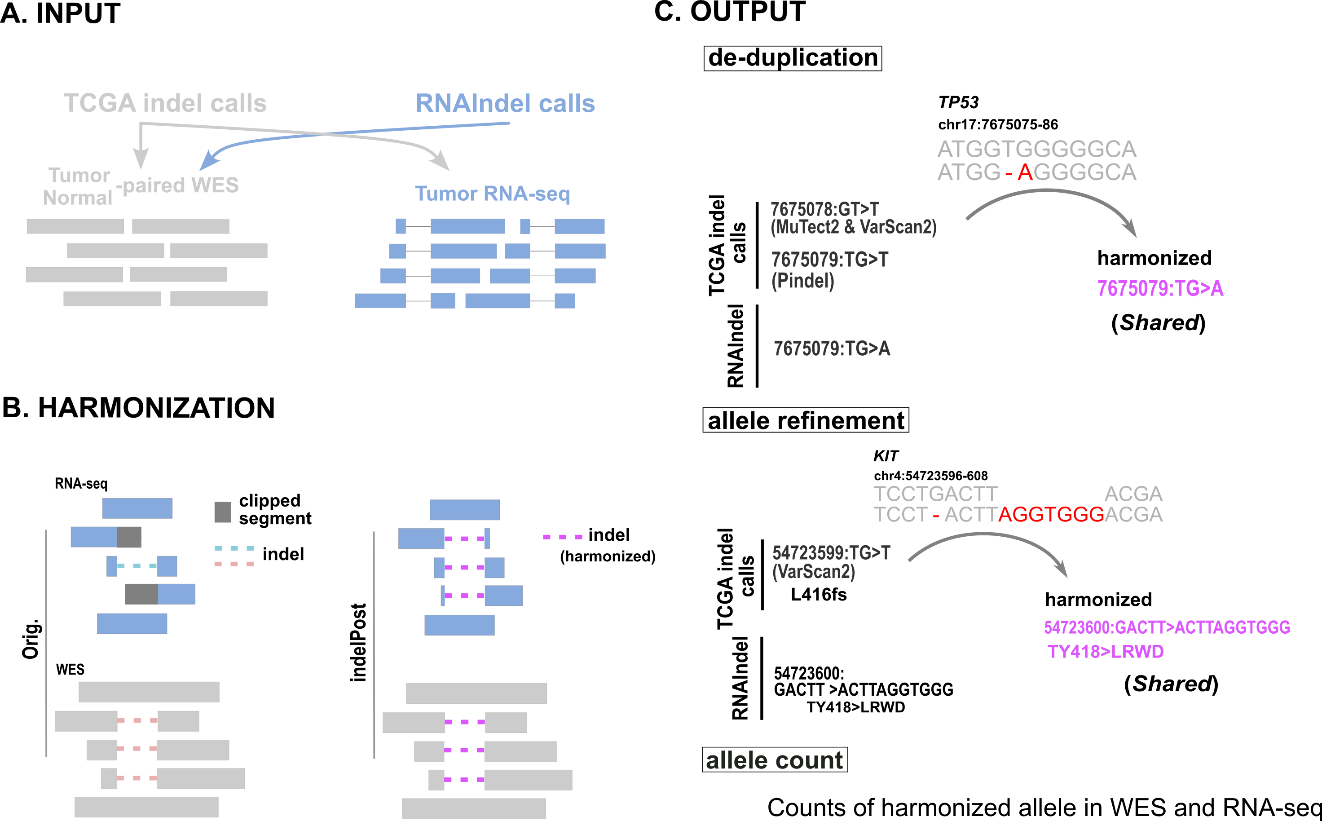 A. INPUT
TCGA indel calls
RNAIndel calls
Tumor
Normal
-paired WES
Tumor RNA-seq
B. HARMONIZATION
RNA-seq
clipped
segment
indel
Orig.
WES
indel
(harmonized)
indelPost
C. OUTPUT
de-duplication
TP53
chr17:7675075-86
ATGGTGGGGGCA
ATGG - AGGGGCA
TCGA indel
calls
7675078:GT>T
(MuTect2 & VarScan2)
7675079:TG>T
(Pindel)
harmonized
7675079:TG>A
(Shared)
RNAIndel
7675079:TG>A
allele refinement
KIT
chr4:54723596-608
TCCTGACTT ACGA
TCCT - ACTTAGGTGGGACGA
TCGA indel
calls
54723599:TG>T
(VarScan2)
L416fs
harmonized
54723600:GACTT>ACTTAGGTGGG
TY418>LRWD
(Shared)
RNAIndel
54723600:
GACTT >ACTTAGGTGGG
TY418>LRWD
allele count
Counts of harmonized allele in WES and RNA-seq